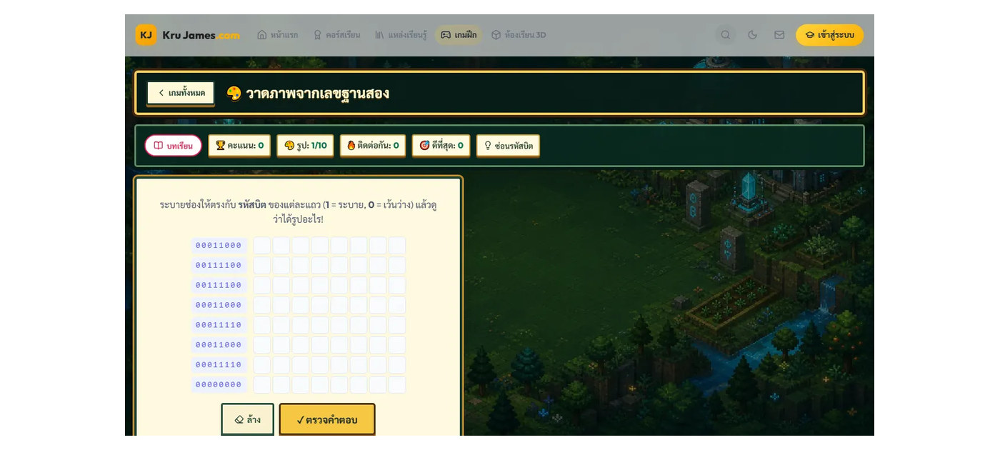 KJ Kru James.com หน้าแรก คอร์สเรียน แหล่งเรียนรู้ เกมฝึก ห้องเรียน 3D เข้าสู่ระบบ
เกมทั้งหมด วาดภาพจากเลขฐานสอง
บทเรียน คะแนน: 0 รูป: 1/10 ติดต่อกัน: 0 ดีที่สุด: 0 ซ่อนรหัสบิต
ระบายช่องให้ตรงกับ รหัสบิต ของแต่ละแถว (1 = ระบาย, 0 = เว้นว่าง) แล้วดู
ว่าได้รูปอะไร!
00011000
00111100
00111100
00011000
00011110
00011000
00011110
00000000
ล้าง ✓ ตรวจคำตอบ